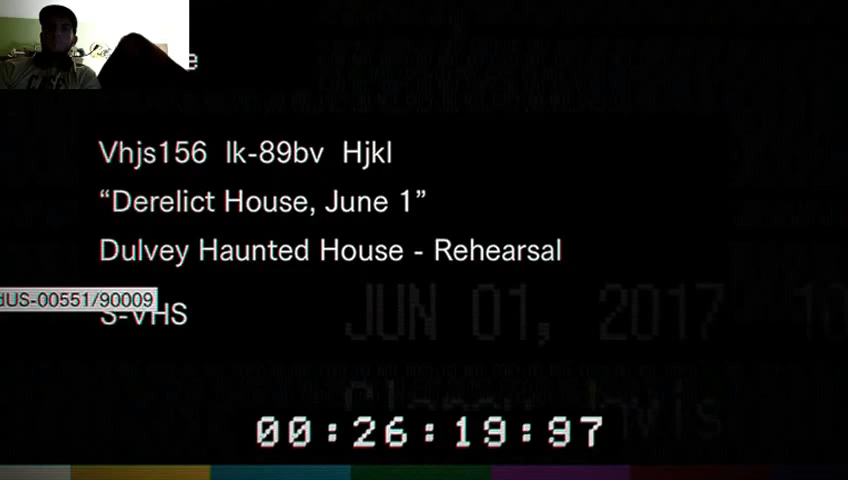 Vhjs156 lk-89bv Hjkl
“Derelict House, June 1”
Dulvey Haunted House - Rehearsal
dUS-00551/90009
S-VHS
JUN 01, 2017 10
00:26:19:97